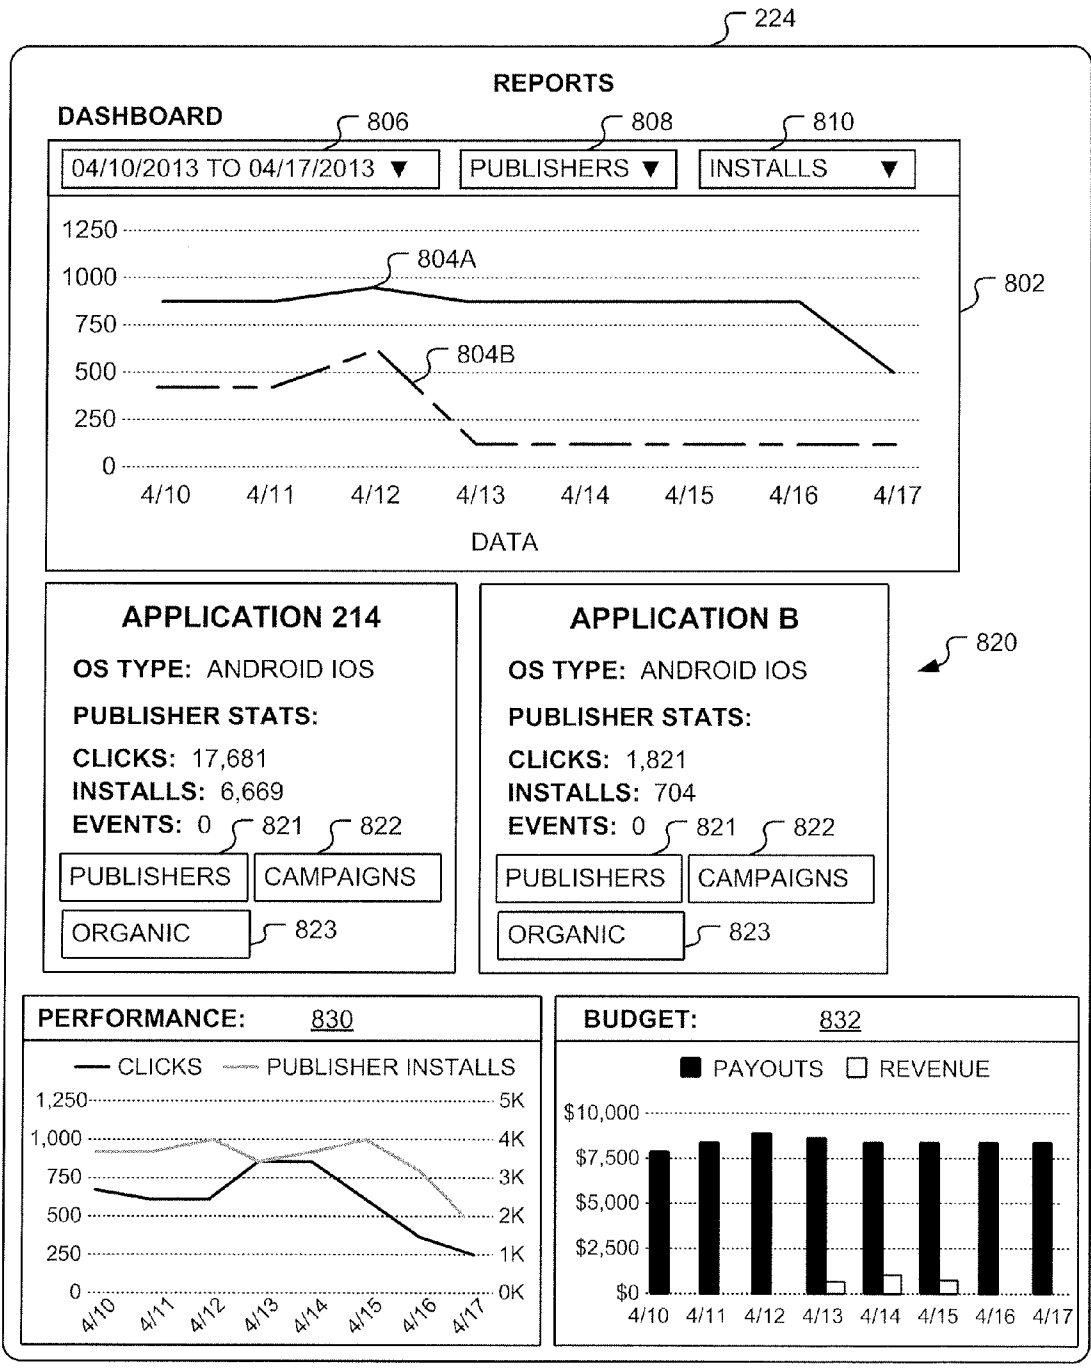 224
REPORTS
DASHBOARD
806
808
810
04/10/2013 TO 04/17/2013 ▼
PUBLISHERS ▼
INSTALLS ▼
1250
1000
750
500
250
0
804A
804B
802
4/10 4/11 4/12 4/13 4/14 4/15 4/16 4/17
DATA
APPLICATION 214
OS TYPE: ANDROID IOS
PUBLISHER STATS:
CLICKS: 17,681
INSTALLS: 6,669
EVENTS: 0
821
822
PUBLISHERS
CAMPAIGNS
ORGANIC
823
APPLICATION B
OS TYPE: ANDROID IOS
PUBLISHER STATS:
CLICKS: 1,821
INSTALLS: 704
EVENTS: 0
821
822
PUBLISHERS
CAMPAIGNS
ORGANIC
823
820
PERFORMANCE: 830
CLICKS PUBLISHER INSTALLS
1,250 5K
1,000 4K
750 3K
500 2K
250 1K
0 0K
4/10 4/11 4/12 4/13 4/14 4/15 4/16 4/17
BUDGET: 832
PAYOUTS REVENUE
$10,000
$7,500
$5,000
$2,500
$0
4/10 4/11 4/12 4/13 4/14 4/15 4/16 4/17